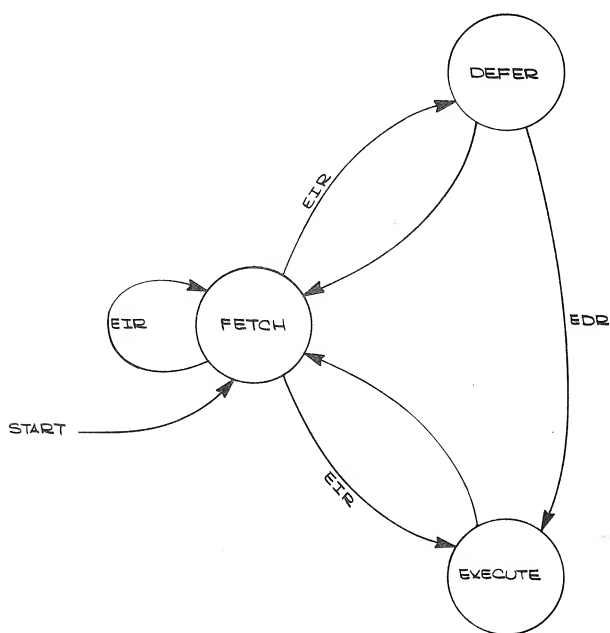 DEFER
EIR
EIR
FETCH
EDR
START
EIR
EXECUTE